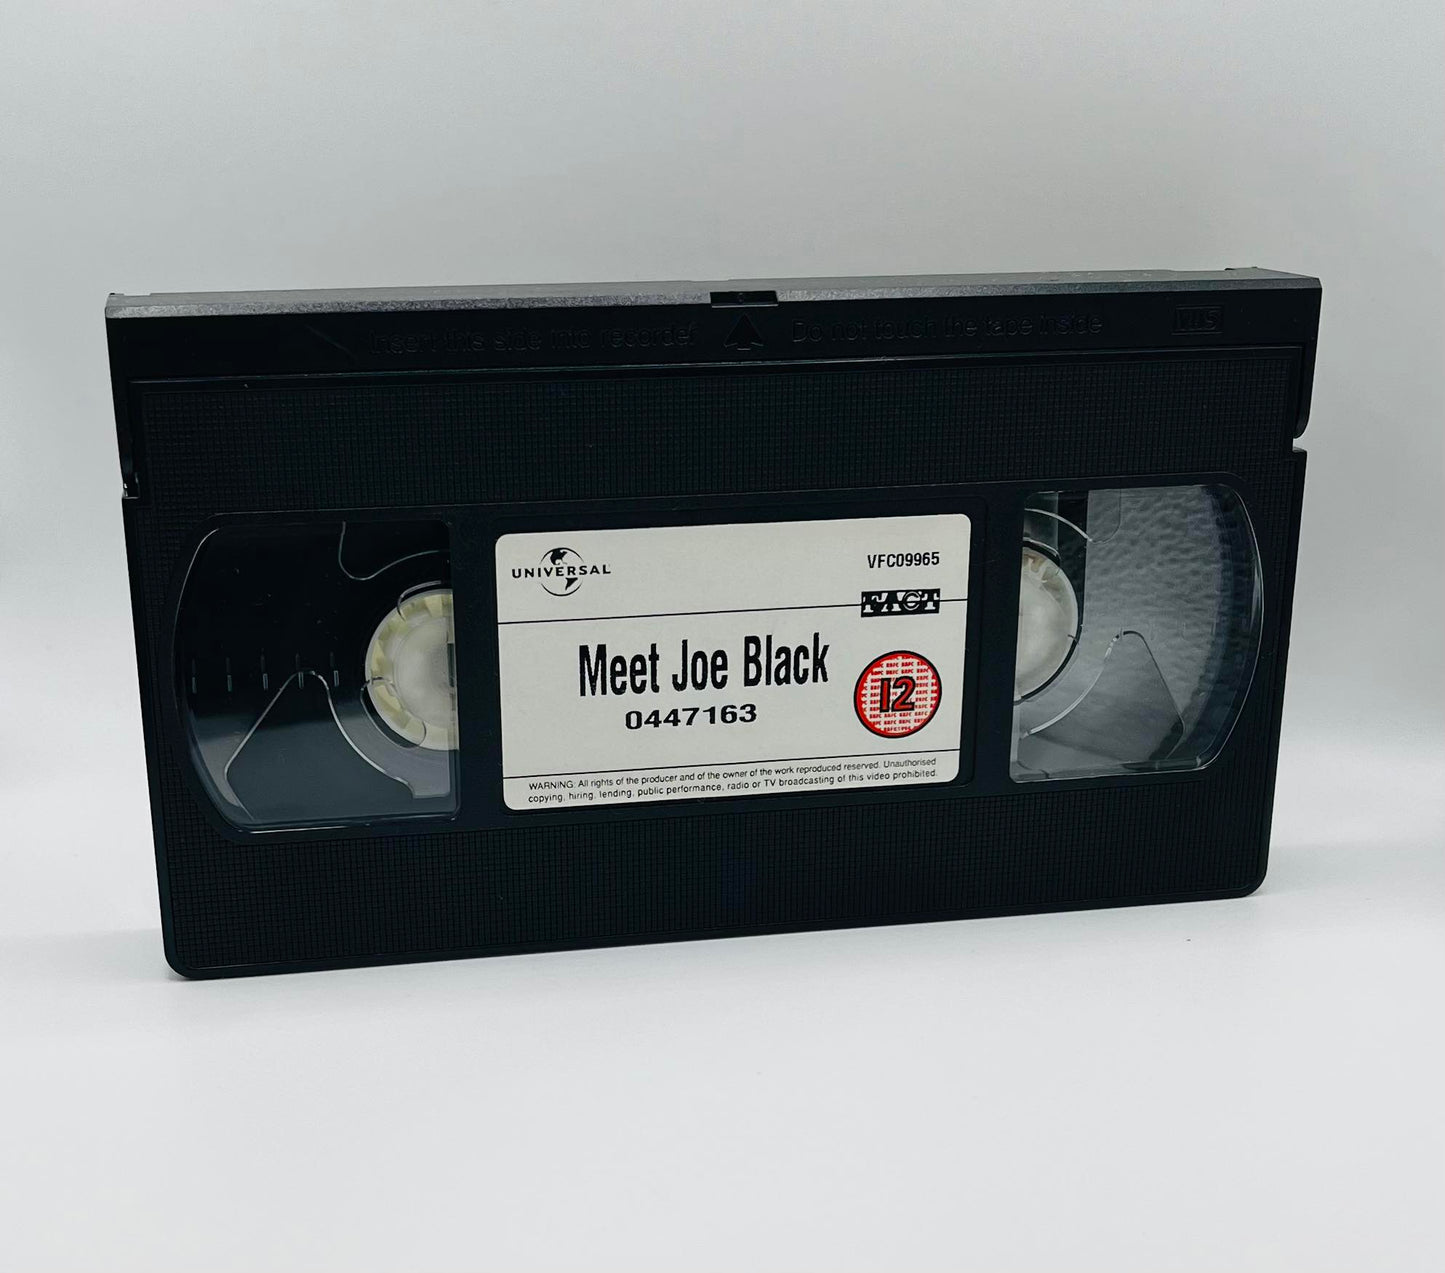 Insert this side into recorder
Do not touch the tape inside
VHS
UNIVERSAL
VFC09965
FACT
Meet Joe Black
0447163
12
WARNING: All rights of the producer and of the owner of the work reproduced reserved. Unauthorised
copying, hiring, lending, public performance, radio or TV broadcasting of this video prohibited.